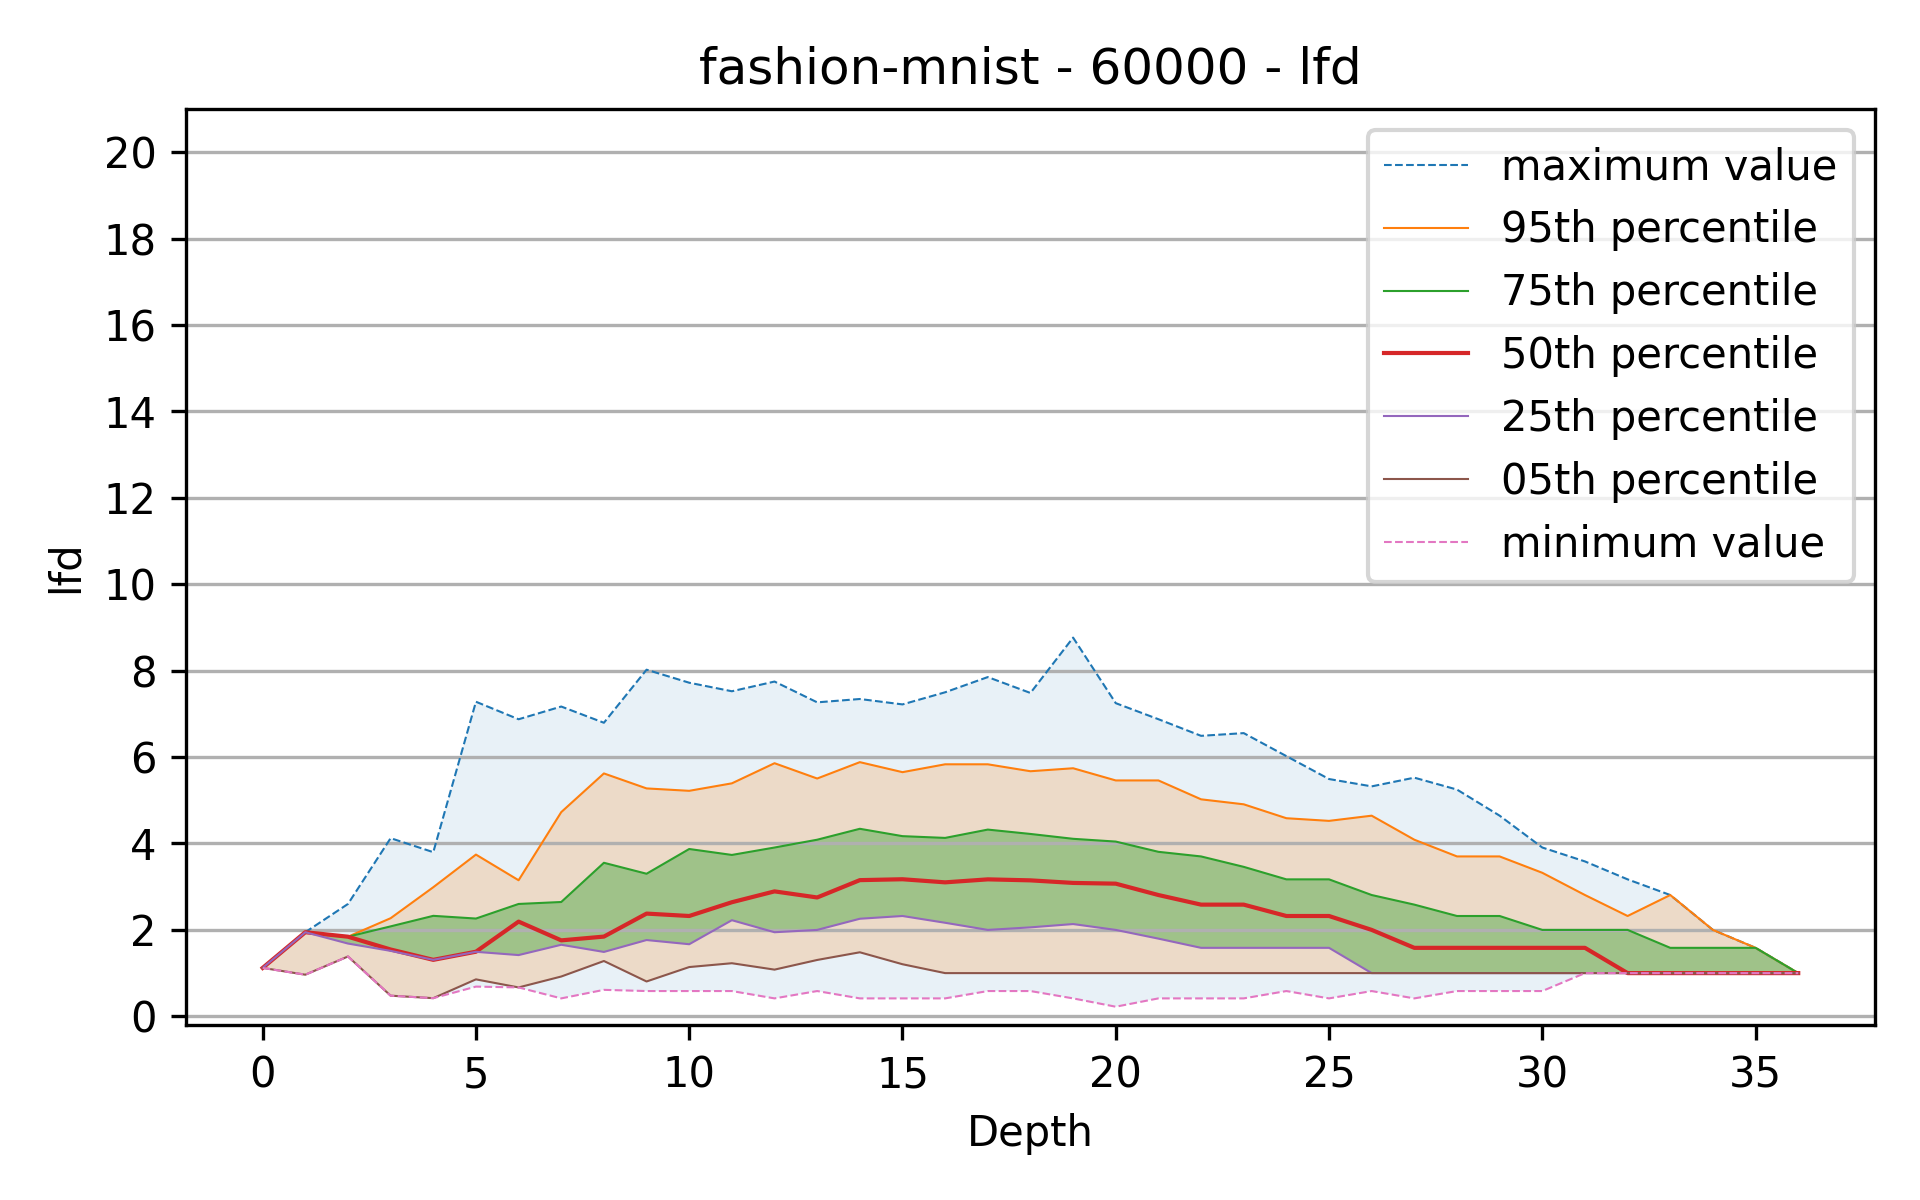 fashion-mnist - 60000 - lfd
20
18
16
14
12
10
8
6
4
2
0
lfd
maximum value
95th percentile
75th percentile
50th percentile
25th percentile
05th percentile
minimum value
0 5 10 15 20 25 30 35
Depth